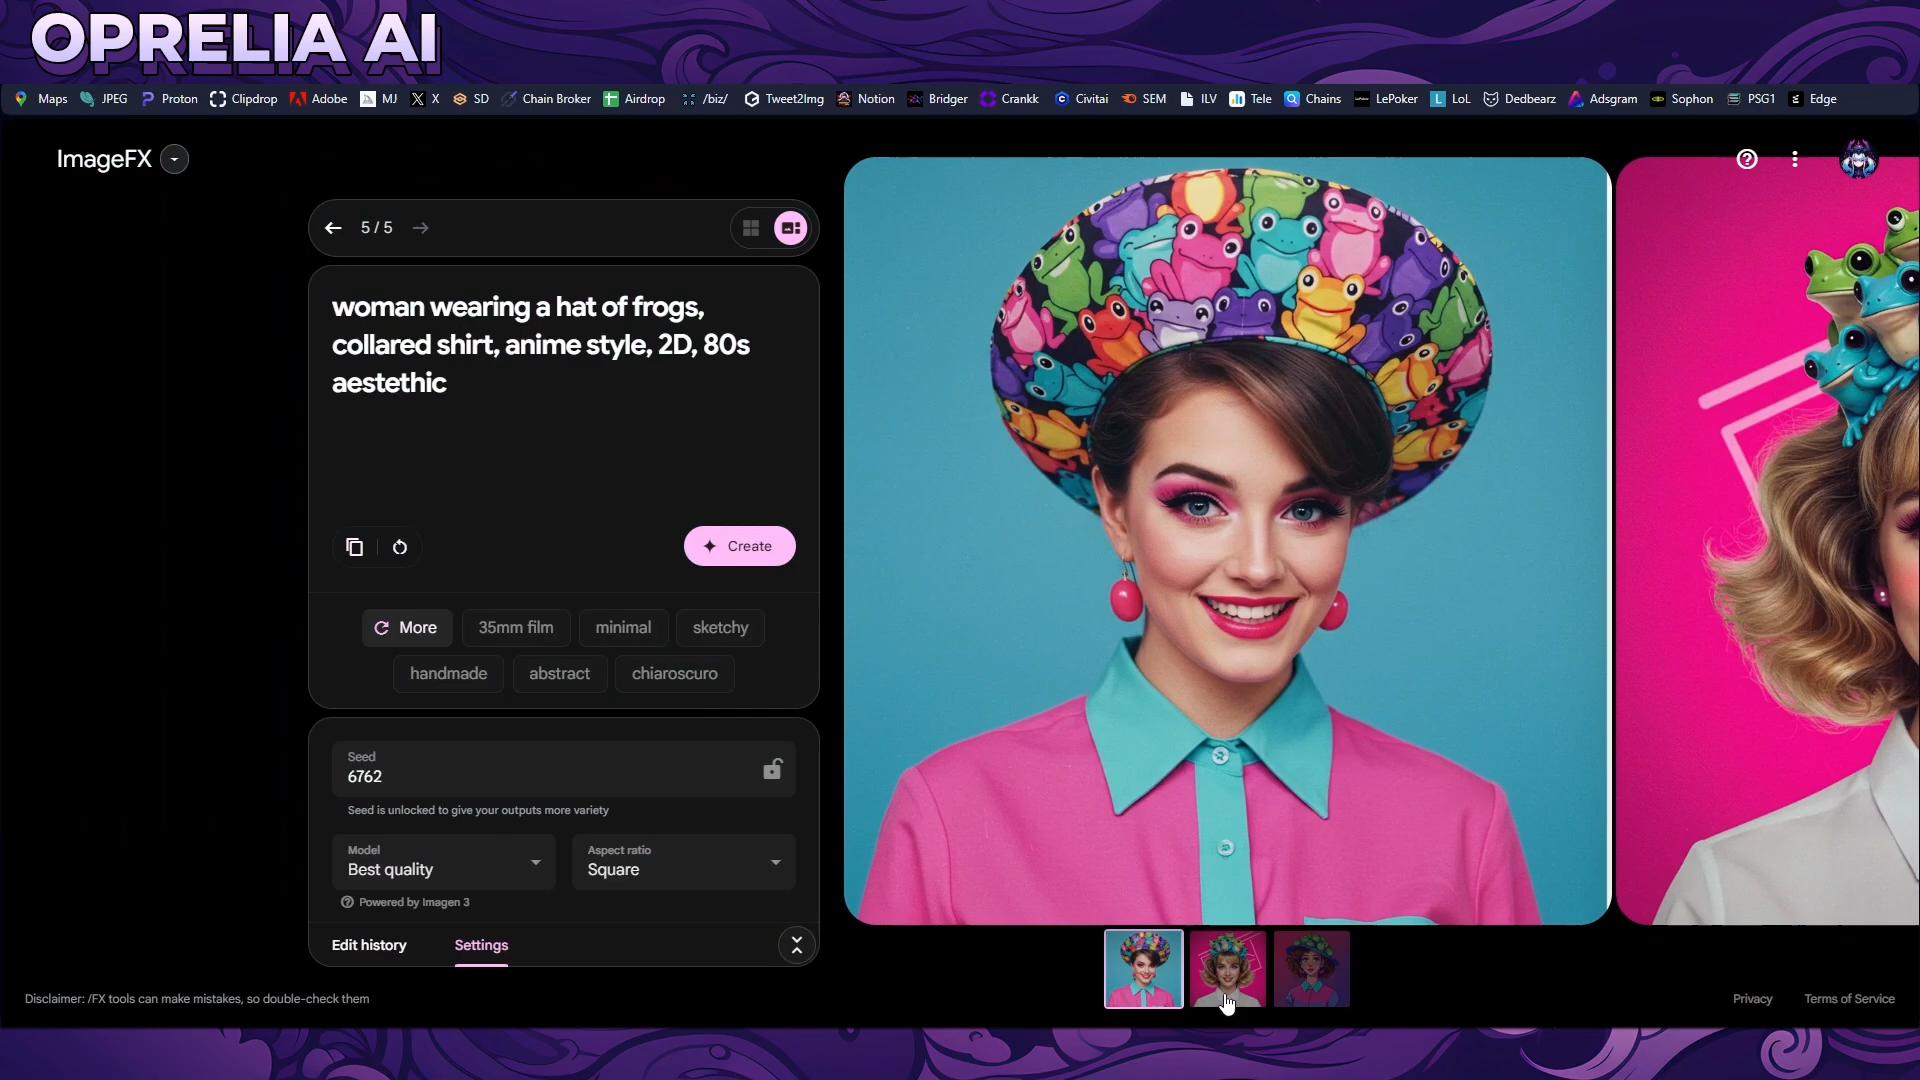 OPRELIA AI
Maps JPEG Proton Clipdrop Adobe MJ X SD Chain Broker Airdrop /biz/ Tweet2Img Notion Bridger Crankk Civitai SEM ILV Tele Chains LePoker LoL Dedbearz Adsgram Sophon PSG1 Edge
ImageFX
5 / 5
woman wearing a hat of frogs,
collared shirt, anime style, 2D, 80s
aestethic
Create
More 35mm film minimal sketchy
handmade abstract chiaroscuro
Seed
6762
Seed is unlocked to give your outputs more variety
Model Aspect ratio
Best quality Square
Powered by Imagen 3
Edit history Settings
Disclaimer: /FX tools can make mistakes, so double-check them
Privacy Terms of Service